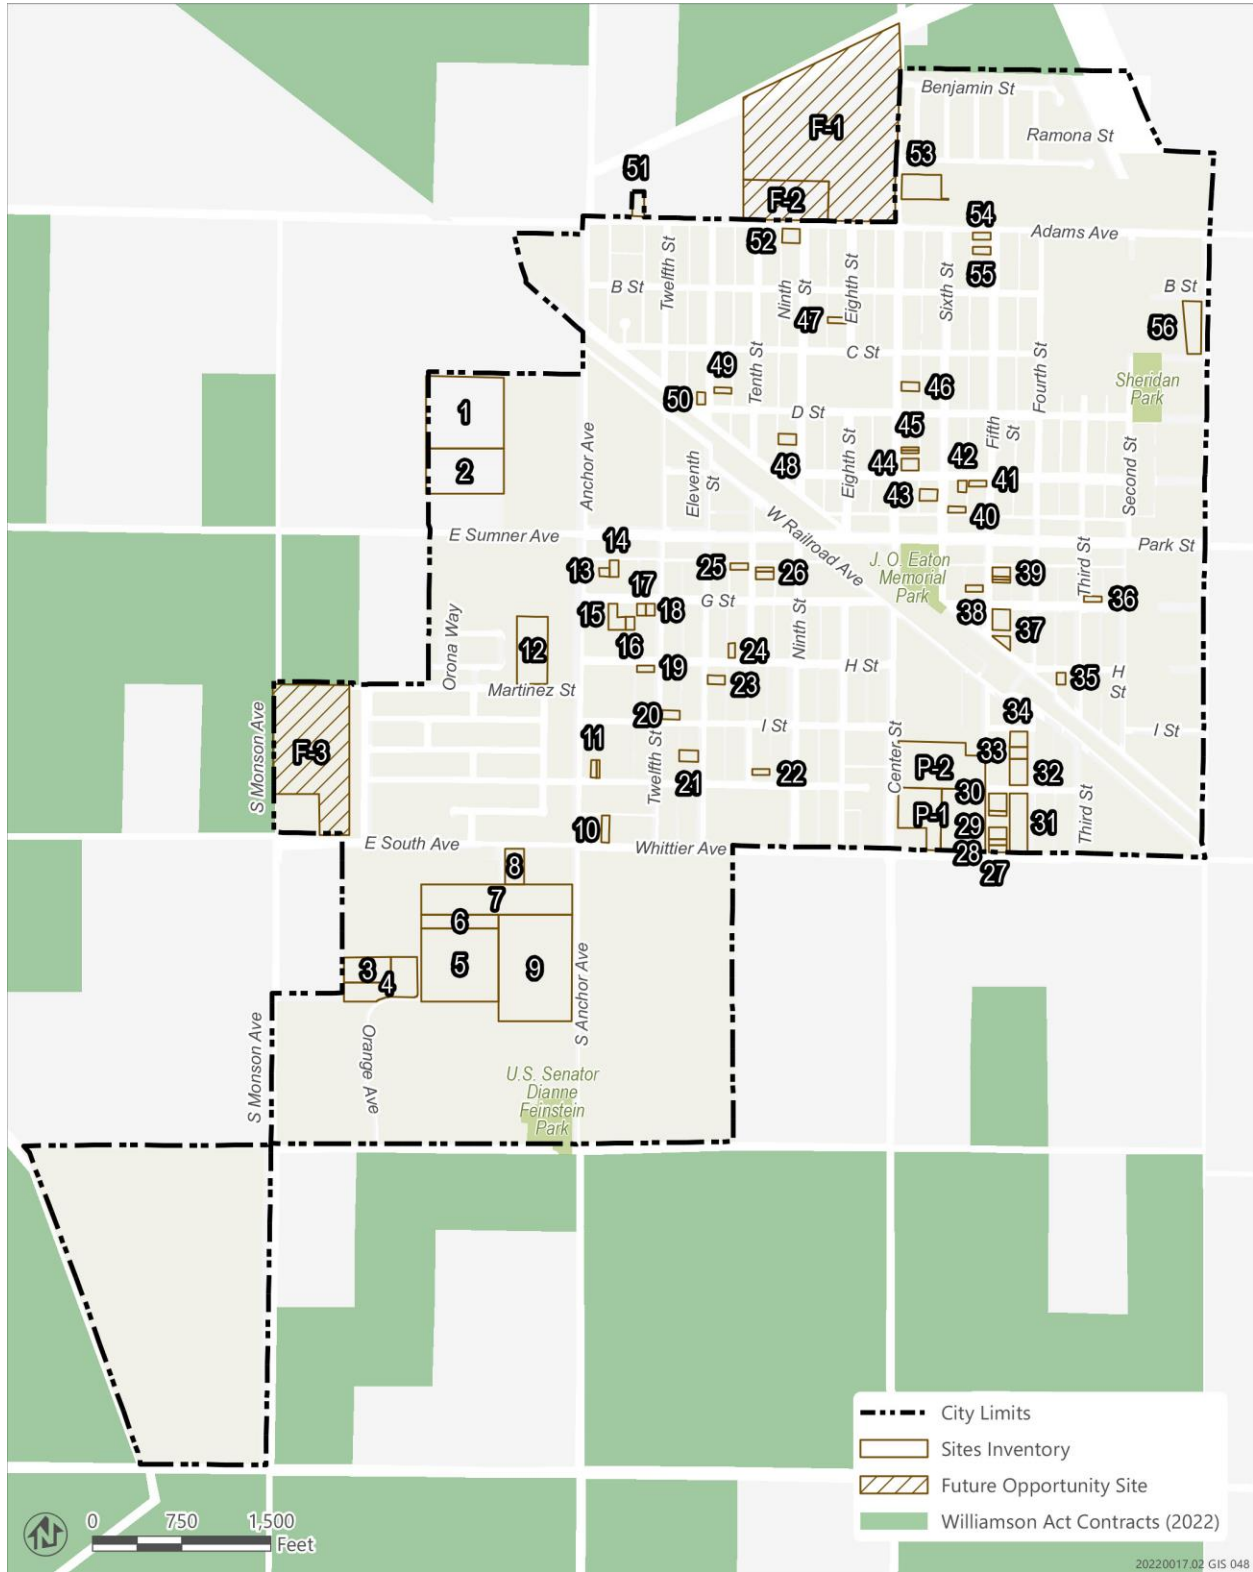 Benjamin St
F-1
Ramona St
53
51
F-2
54
Adams Ave
52
55
Twelfth St
Ninth St
Eighth St
Sixth St
B St
B St
47
56
C St
49
Tenth St
Fourth St
Sheridan
Park
46
50
1
D St
45
Fifth St
Anchor Ave
48
44
42
41
2
Eleventh St
Eighth St
43
Second St
40
W Railroad Ave
E Sumner Ave
14
Park St
J. O. Eaton
Memorial
Park
13
25
26
39
Third St
17
G St
38
36
15
18
37
16
Orona Way
12
24
Ninth St
19
H St
H St
35
Martinez St
23
20
34
I St
I St
S Monson Ave
F-3
11
Twelfth St
Center St
33
P-2
21
22
32
30
P-1
10
29
31
Third St
E South Ave
Whittier Ave
28
27
8
7
6
3
5
9
4
S Anchor Ave
S Monson Ave
Orange Ave
U.S. Senator
Dianne
Feinstein
Park
City Limits
Sites Inventory
Future Opportunity Site
Williamson Act Contracts (2022)
N
0 750 1,500
Feet
20220017.02 GIS 048